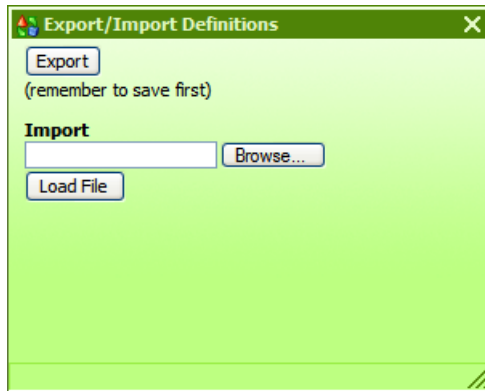 Export/Import Definitions
Export
(remember to save first)
Import
Browse...
Load File